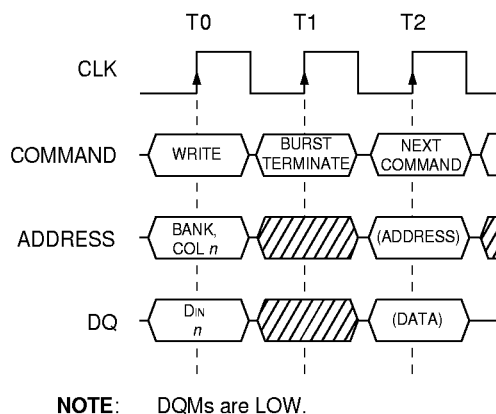 T0 T1 T2
CLK
COMMAND WRITE BURST TERMINATE NEXT COMMAND
ADDRESS BANK, COL n (ADDRESS)
DQ DIN n (DATA)
NOTE: DQMs are LOW.